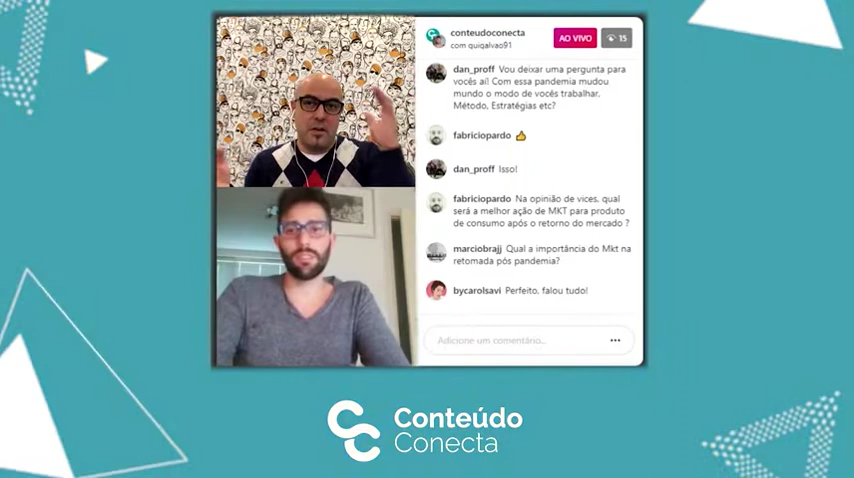 conteudoconecta
com quiqalvao91
AO VIVO
15
dan_proff Vou deixar uma pergunta para
vocês aí! Com essa pandemia mudou
mundo o modo de vocês trabalhar,
Método, Estratégias etc?
fabriciopardo 👍
dan_proff Isso!
fabriciopardo Na opinião de vices, qual
será a melhor ação de MKT para produto
de consumo após o retorno do mercado ?
marciobrajj Qual a importância do Mkt na
retomada pós pandemia?
bycarolsavi Perfeito, falou tudo!
Adicione um comentário...
Conteúdo
Conecta